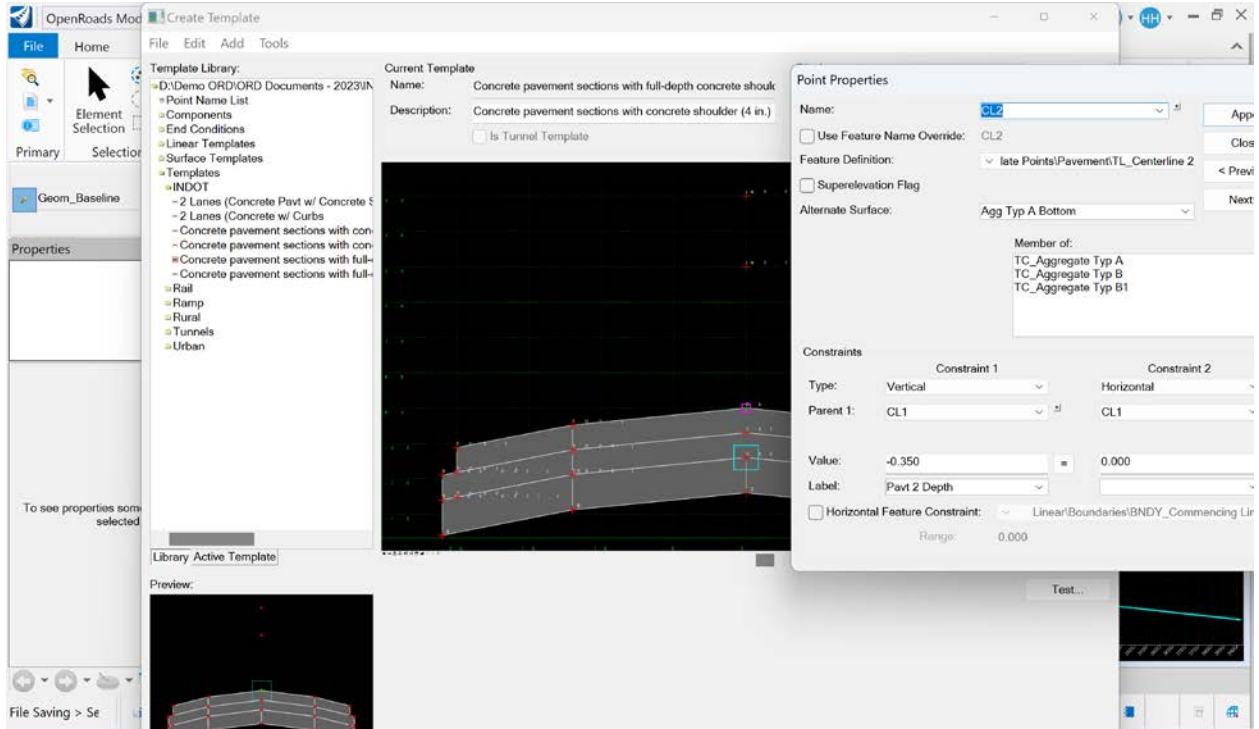 OpenRoads Mod
Create Template
HH
File Home
File Edit Add Tools
Element
Selection
Primary Selection
Geom_Baseline
Properties
To see properties som
selected
Template Library:
D:\Demo ORD\ORD Documents - 2023\IN
Point Name List
Components
End Conditions
Linear Templates
Surface Templates
Templates
INDOT
2 Lanes (Concrete Pavt w/ Concrete S
2 Lanes (Concrete w/ Curbs
Concrete pavement sections with con
Concrete pavement sections with con
Concrete pavement sections with full-
Concrete pavement sections with full-
Rail
Ramp
Rural
Tunnels
Urban
Library Active Template
Preview:
Current Template
Name: Concrete pavement sections with full-depth concrete should
Description: Concrete pavement sections with concrete shoulder (4 in.)
Is Tunnel Template
Point Properties
Name: CL2
Use Feature Name Override: CL2
Feature Definition: late Points\Pavement\TL_Centerline 2
Superelevation Flag
Alternate Surface: Agg Typ A Bottom
App
Clos
< Previ
Next
Member of:
TC_Aggregate Typ A
TC_Aggregate Typ B
TC_Aggregate Typ B1
Constraints
Constraint 1 Constraint 2
Type: Vertical Horizontal
Parent 1: CL1 CL1
Value: -0.350 = 0.000
Label: Pavt 2 Depth
Horizontal Feature Constraint: Linear\Boundaries\BNDY_Commencing Lin
Range: 0.000
Test...
File Saving > Se